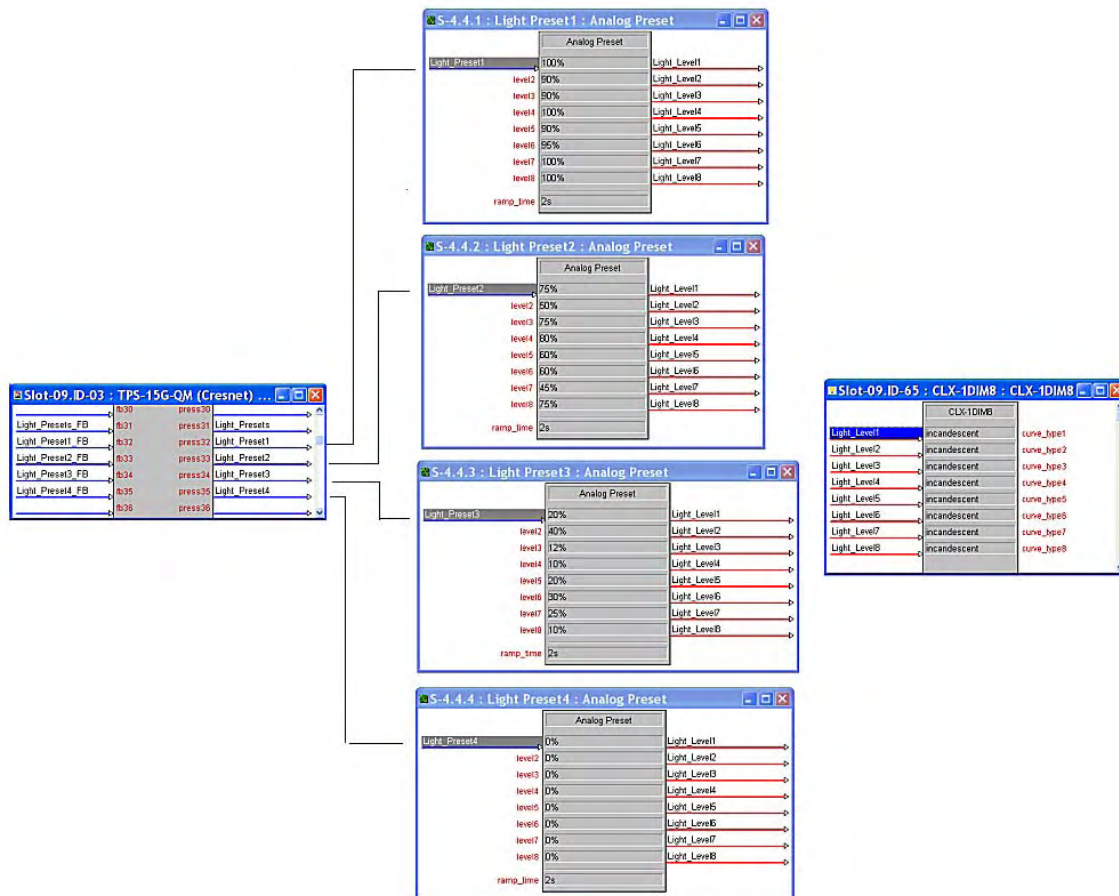 S-4.4.1 : Light Preset1 : Analog Preset
Analog Preset
Light_Preset1 100% Light_Level1
level2 90% Light_Level2
level3 90% Light_Level3
level4 100% Light_Level4
level5 90% Light_Level5
level6 95% Light_Level6
level7 100% Light_Level7
level8 100% Light_Level8
ramp_time 2s
S-4.4.2 : Light Preset2 : Analog Preset
Analog Preset
Light_Preset2 75% Light_Level1
level2 50% Light_Level2
level3 75% Light_Level3
level4 80% Light_Level4
level5 60% Light_Level5
level6 60% Light_Level6
level7 45% Light_Level7
level8 75% Light_Level8
ramp_time 2s
Slot-09.ID-03 : TPS-15G-QM (Cresnet) ...
fb30 press30
Light_Presets_FB fb31 press31 Light_Presets
Light_Preset1_FB fb32 press32 Light_Preset1
Light_Preset2_FB fb33 press33 Light_Preset2
Light_Preset3_FB fb34 press34 Light_Preset3
Light_Preset4_FB fb35 press35 Light_Preset4
fb36 press36
Slot-09.ID-65 : CLX-1DIM8 : CLX-1DIM8
CLX-1DIM8
Light_Level1 incandescent curve_type1
Light_Level2 incandescent curve_type2
Light_Level3 incandescent curve_type3
Light_Level4 incandescent curve_type4
Light_Level5 incandescent curve_type5
Light_Level6 incandescent curve_type6
Light_Level7 incandescent curve_type7
Light_Level8 incandescent curve_type8
S-4.4.3 : Light Preset3 : Analog Preset
Analog Preset
Light_Preset3 20% Light_Level1
level2 40% Light_Level2
level3 12% Light_Level3
level4 10% Light_Level4
level5 20% Light_Level5
level6 30% Light_Level6
level7 25% Light_Level7
level8 10% Light_Level8
ramp_time 2s
S-4.4.4 : Light Preset4 : Analog Preset
Analog Preset
Light_Preset4 0% Light_Level1
level2 0% Light_Level2
level3 0% Light_Level3
level4 0% Light_Level4
level5 0% Light_Level5
level6 0% Light_Level6
level7 0% Light_Level7
level8 0% Light_Level8
ramp_time 2s